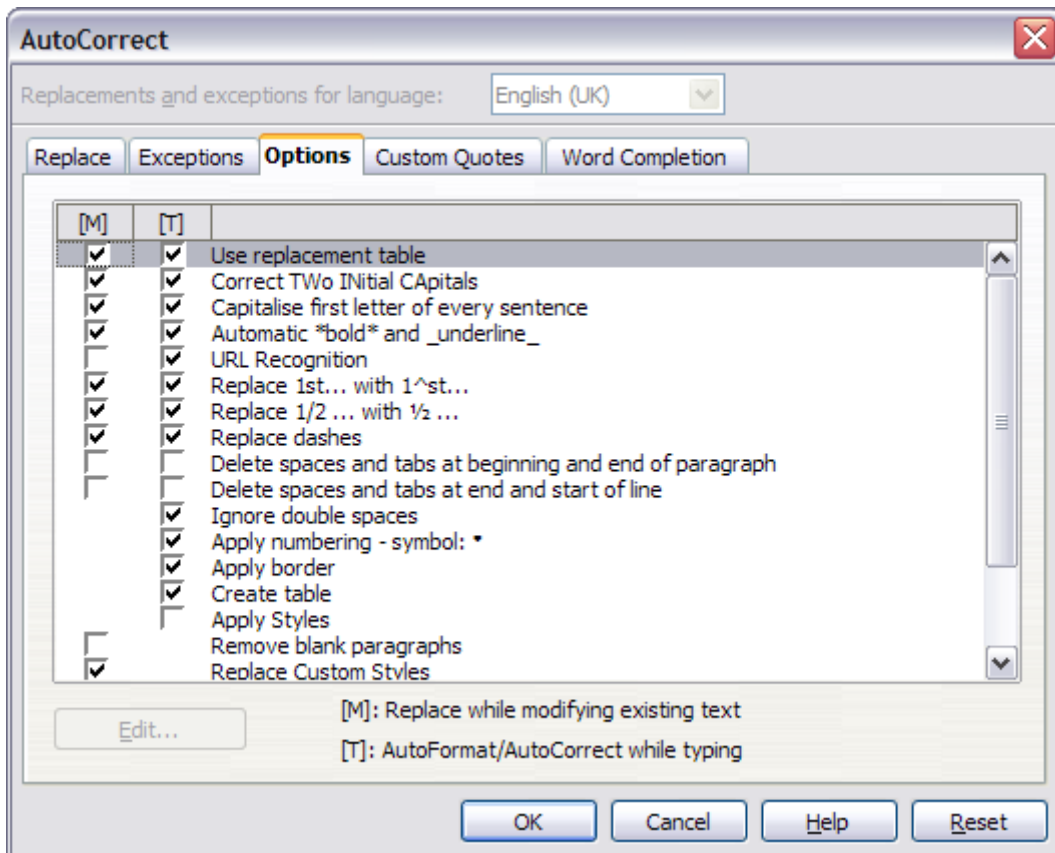 AutoCorrect
Replacements and exceptions for language: English (UK)
Replace Exceptions Options Custom Quotes Word Completion
[M] [T]
Use replacement table
Correct TWo INitial CApitals
Capitalise first letter of every sentence
Automatic *bold* and _underline_
URL Recognition
Replace 1st... with 1^st...
Replace 1/2 ... with ½ ...
Replace dashes
Delete spaces and tabs at beginning and end of paragraph
Delete spaces and tabs at end and start of line
Ignore double spaces
Apply numbering - symbol: •
Apply border
Create table
Apply Styles
Remove blank paragraphs
Replace Custom Styles
[M]: Replace while modifying existing text
Edit...
[T]: AutoFormat/AutoCorrect while typing
OK Cancel Help Reset